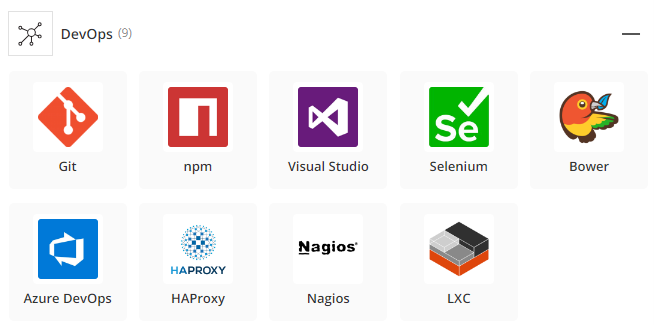 DevOps (9)
Se
Git npm Visual Studio Selenium Bower
HAPROXY Nagios
Azure DevOps HAProxy Nagios LXC